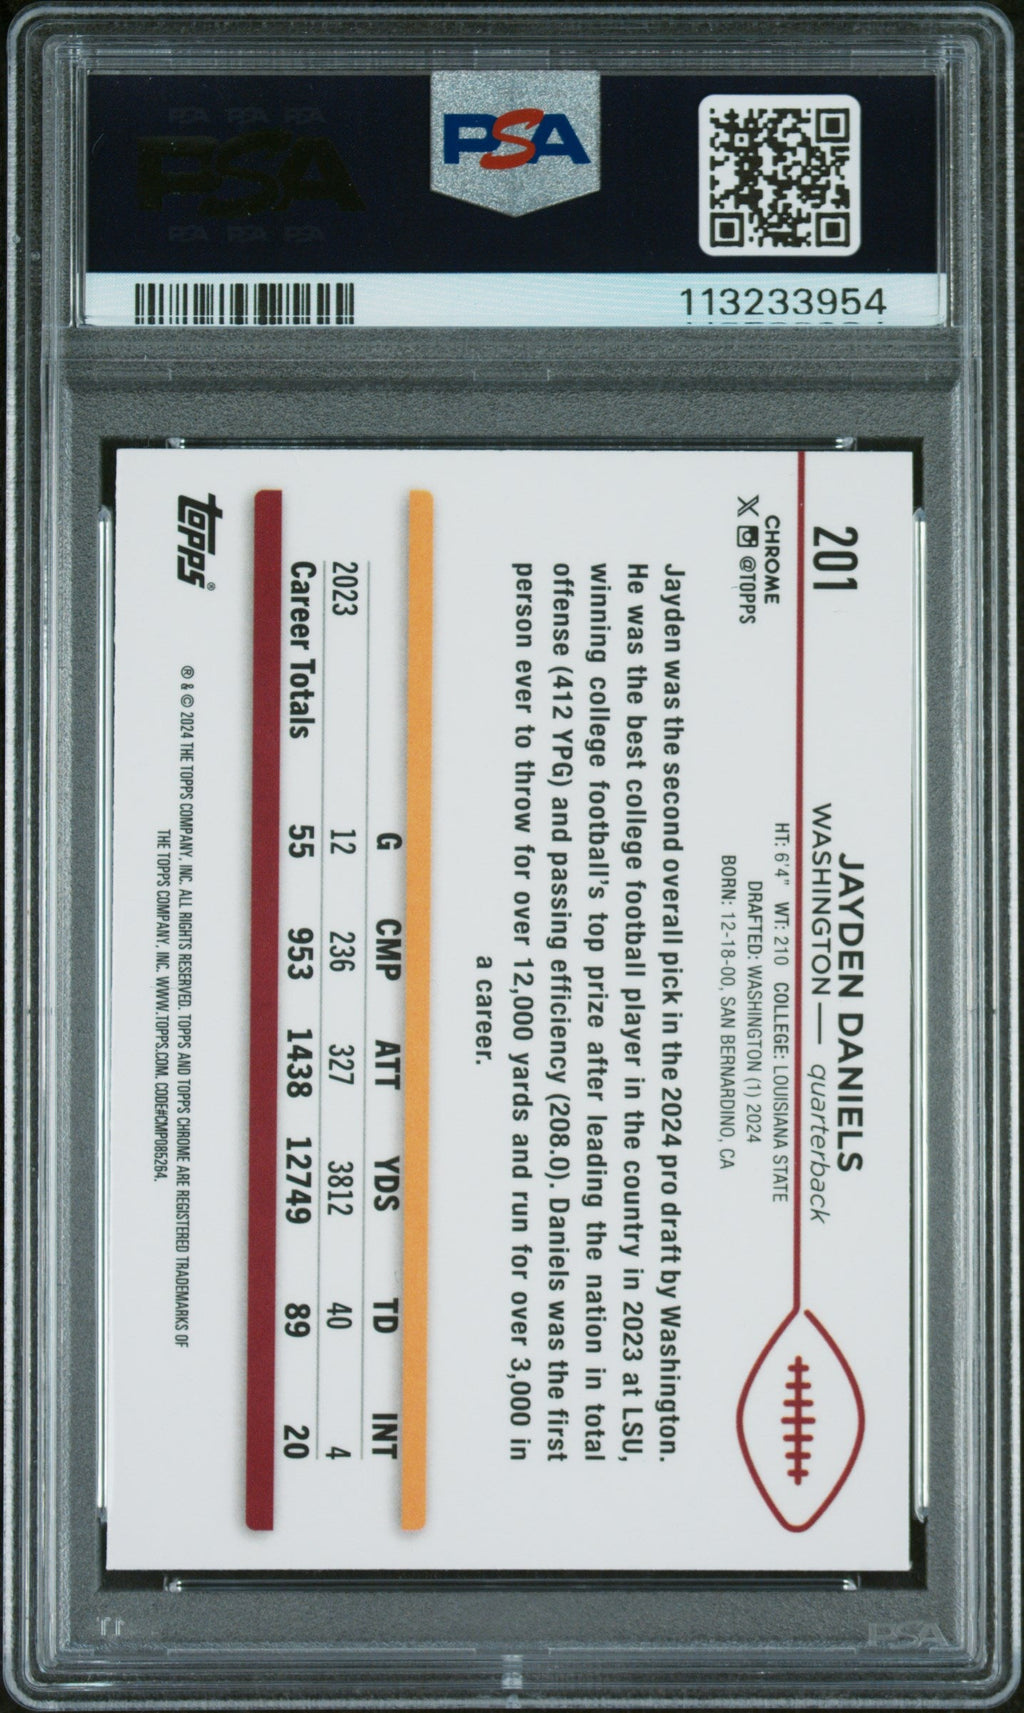 PSA PSA PSA
PSA
PSA PSA PSA
PSA
113233954
201
CHROME
X @TOPPS
JAYDEN DANIELS
WASHINGTON — quarterback
HT: 6'4" WT: 210 COLLEGE: LOUISIANA STATE
DRAFTED: WASHINGTON (1) 2024
BORN: 12-18-00, SAN BERNARDINO, CA
Jayden was the second overall pick in the 2024 pro draft by Washington.
He was the best college football player in the country in 2023 at LSU,
winning college football's top prize after leading the nation in total
offense (412 YPG) and passing efficiency (208.0). Daniels was the first
person ever to throw for over 12,000 yards and run for over 3,000 in
a career.
G CMP ATT YDS TD INT
2023 12 236 327 3812 40 4
Career Totals 55 953 1438 12749 89 20
topps®
® & © 2024 THE TOPPS COMPANY, INC. ALL RIGHTS RESERVED. TOPPS AND TOPPS CHROME ARE REGISTERED TRADEMARKS OF
THE TOPPS COMPANY, INC. WWW.TOPPS.COM. CODE#CMP085264.
PSA